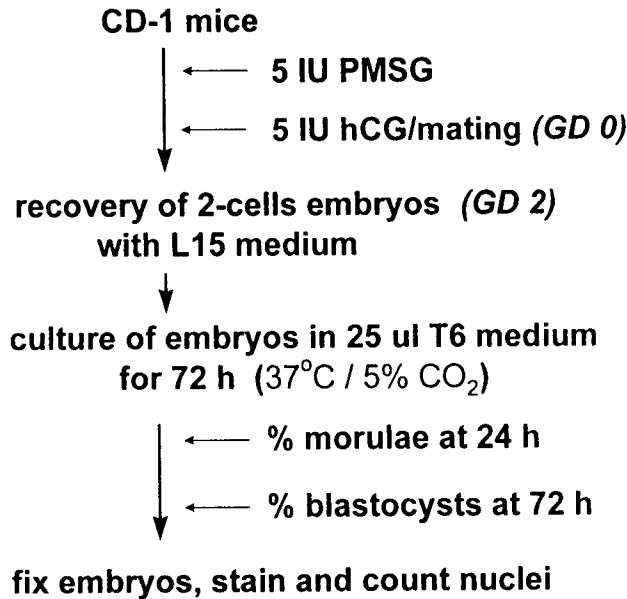 CD-1 mice
5 IU PMSG
5 IU hCG/mating (GD 0)
recovery of 2-cells embryos (GD 2)
with L15 medium
culture of embryos in 25 ul T6 medium
for 72 h (37°C / 5% CO₂)
% morulae at 24 h
% blastocysts at 72 h
fix embryos, stain and count nuclei